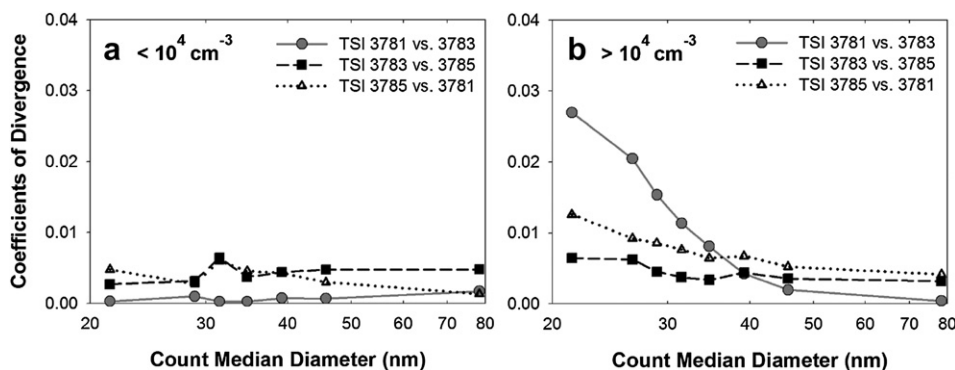 Coefficients of Divergence
a < 10⁴ cm⁻³
TSI 3781 vs. 3783
TSI 3783 vs. 3785
TSI 3785 vs. 3781
0.04
0.03
0.02
0.01
0.00
20 30 40 50 60 70 80
Count Median Diameter (nm)
b > 10⁴ cm⁻³
TSI 3781 vs. 3783
TSI 3783 vs. 3785
TSI 3785 vs. 3781
0.04
0.03
0.02
0.01
0.00
20 30 40 50 60 70 80
Count Median Diameter (nm)